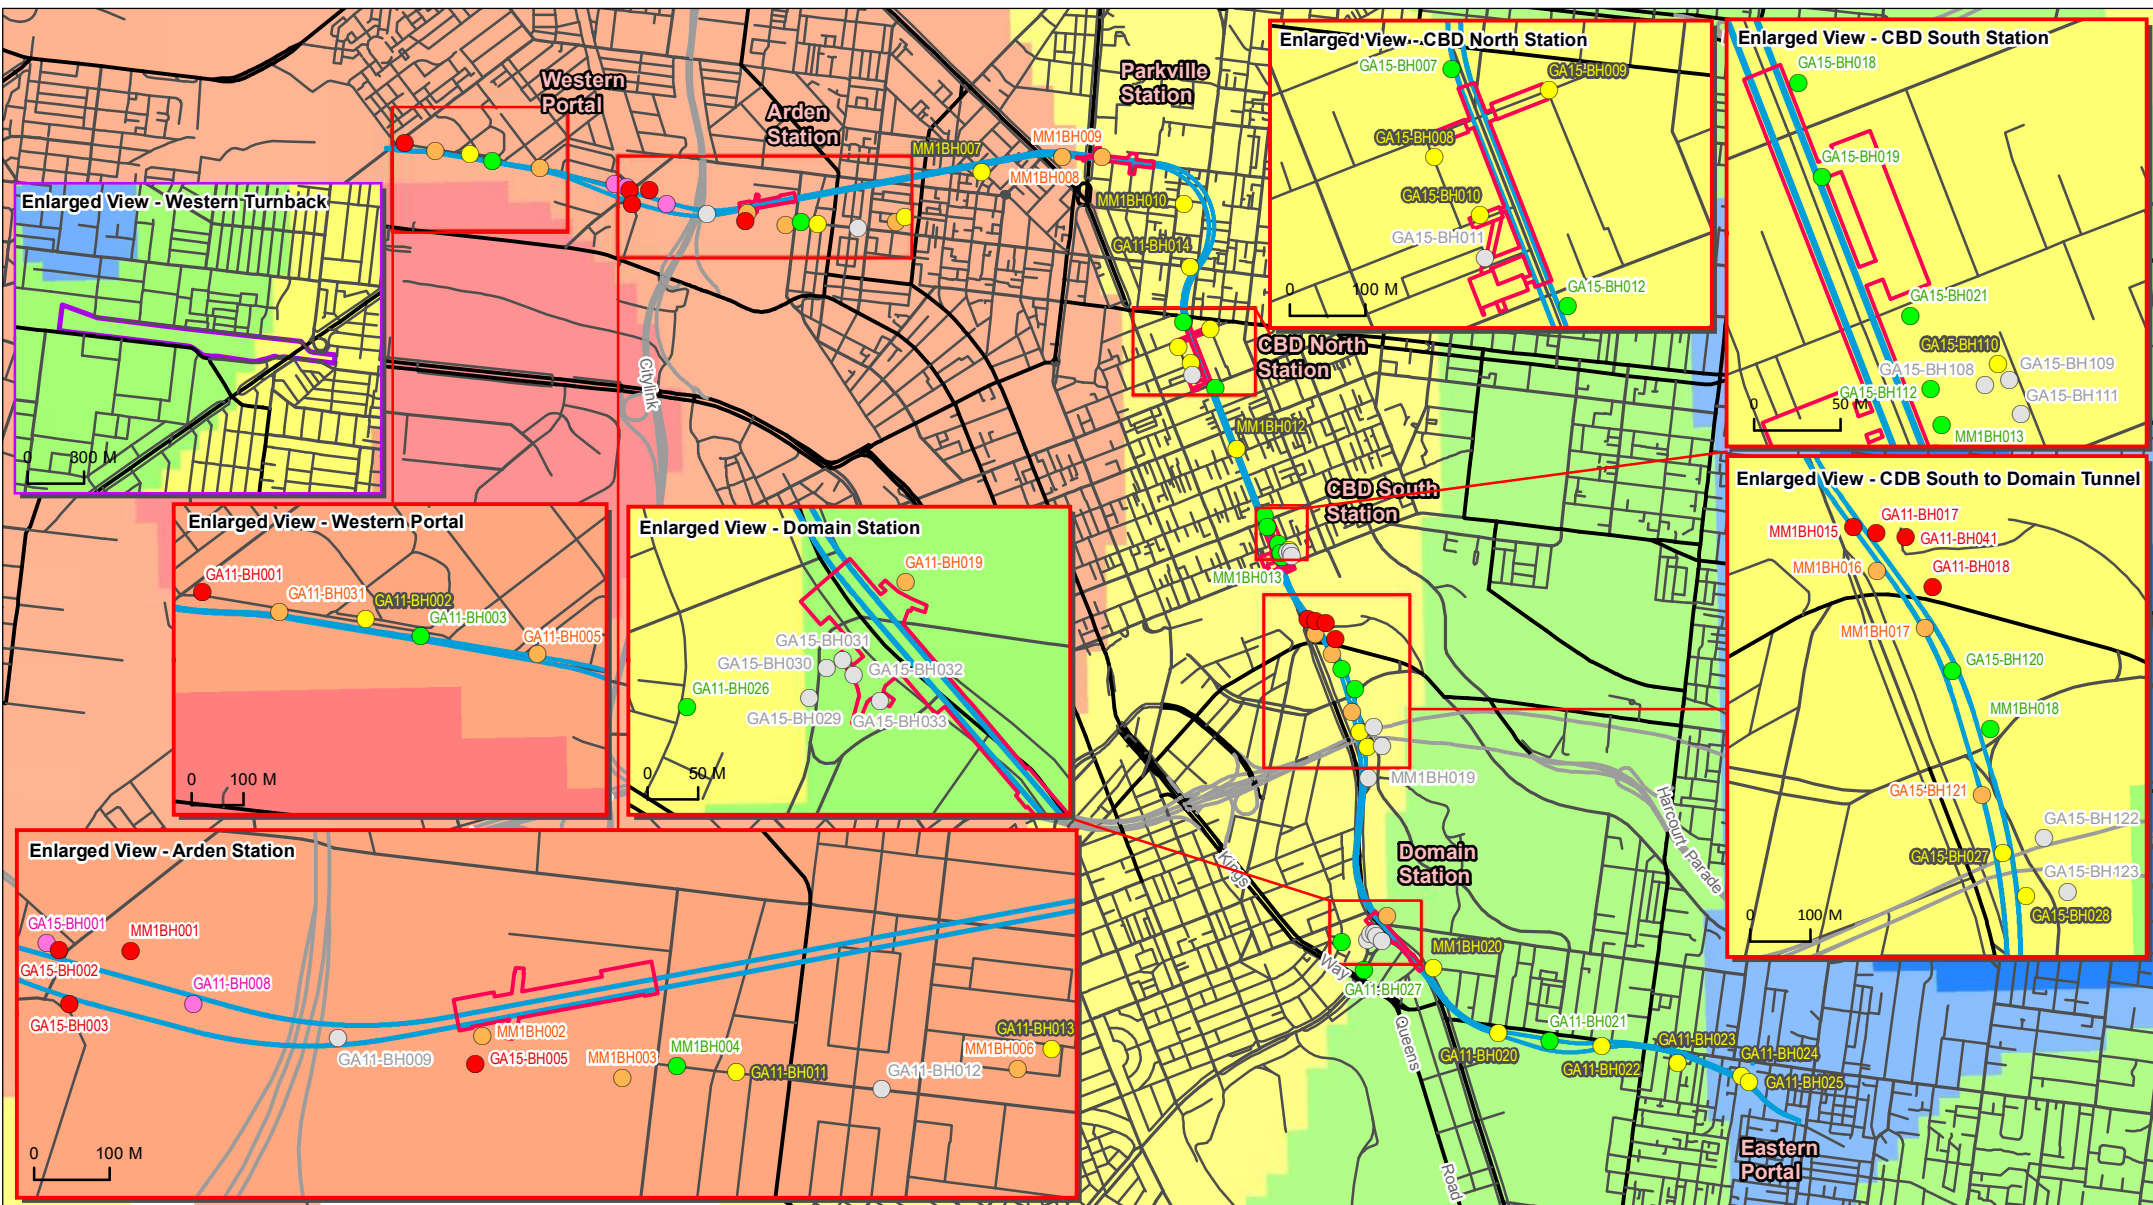 Western
Portal
Arden
Station
Parkville
Station
MM1BH007
MM1BH009
MM1BH008
MM1BH010
GA11-BH014
CBD North
Station
MM1BH012
CBD South
Station
MM1BH013
MM1BH019
Citylink
Kings
Way
Queens
Road
Harcourt Parade
Domain
Station
MM1BH020
GA11-BH027
GA11-BH021
GA11-BH020
GA11-BH022
GA11-BH023
GA11-BH024
GA11-BH025
Eastern
Portal
Enlarged View - CBD North Station
GA15-BH007
GA15-BH009
GA15-BH008
GA15-BH010
GA15-BH011
GA15-BH012
0 100 M
Enlarged View - CBD South Station
GA15-BH018
GA15-BH019
GA15-BH021
GA15-BH110
GA15-BH109
GA15-BH108
GA15-BH112
GA15-BH111
MM1BH013
0 50 M
Enlarged View - Western Turnback
0 300 M
Enlarged View - Western Portal
GA11-BH001
GA11-BH031
GA11-BH002
GA11-BH003
GA11-BH005
0 100 M
Enlarged View - Domain Station
GA11-BH019
GA15-BH031
GA15-BH030
GA15-BH032
GA11-BH026
GA15-BH029
GA15-BH033
0 50 M
Enlarged View - CDB South to Domain Tunnel
GA11-BH017
MM1BH015
GA11-BH041
MM1BH016
GA11-BH018
MM1BH017
GA15-BH120
MM1BH018
GA15-BH121
GA15-BH122
GA15-BH027
GA15-BH123
GA15-BH028
0 100 M
Enlarged View - Arden Station
GA15-BH001
MM1BH001
GA15-BH002
GA11-BH008
GA15-BH003
GA11-BH009
MM1BH002
GA15-BH005
MM1BH003
MM1BH004
GA11-BH011
GA11-BH012
GA11-BH013
MM1BH006
0 100 M